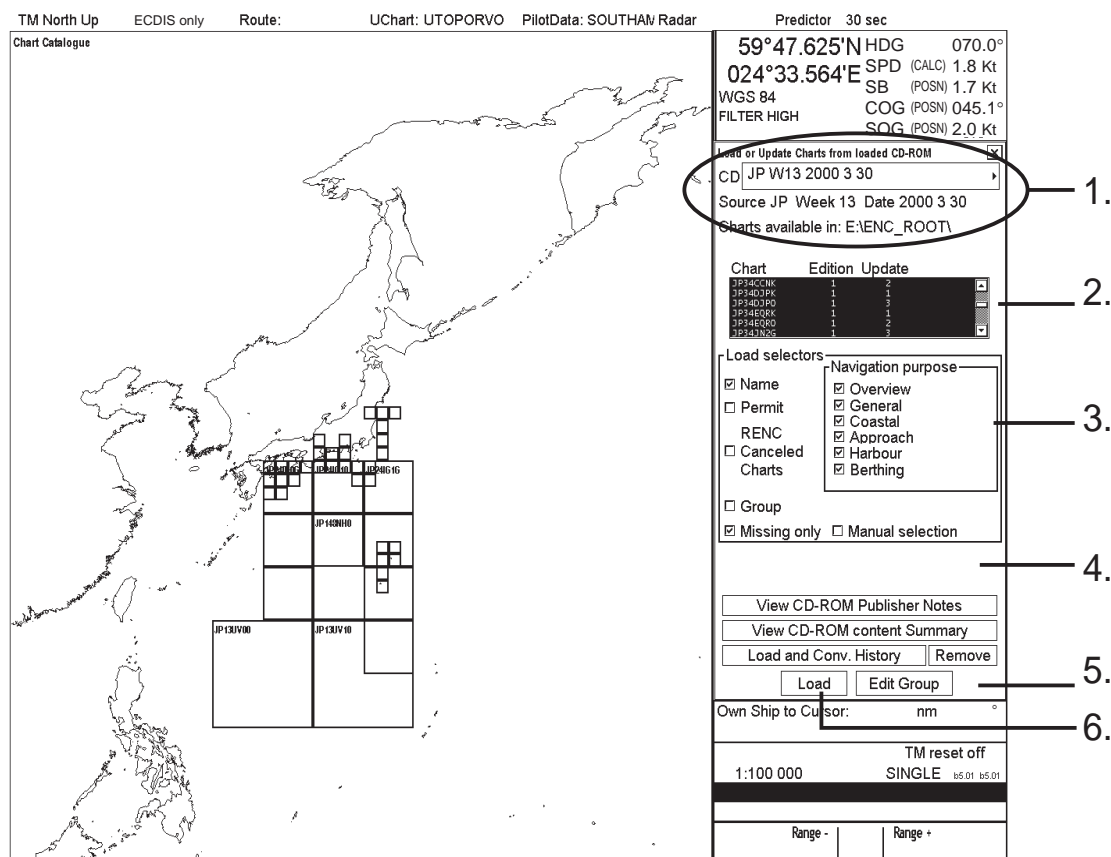 TM North Up ECDIS only Route: UChart: UTOPORVO PilotData: SOUTHAM Radar Predictor 30 sec
Chart Catalogue
59°47.625'N HDG 070.0°
024°33.564'E SPD (CALC) 1.8 Kt
WGS 84 SB (POSN) 1.7 Kt
FILTER HIGH COG (POSN) 045.1°
SOG (POSN) 2.0 Kt
Load or Update Charts from loaded CD-ROM
CD JP W13 2000 3 30
1.
Source JP Week 13 Date 2000 3 30
Charts available in: E:\ENC_ROOT\
Chart Edition Update
JP34CCNK 1 2
JP34DJPK 1 1
JP34DJPO 1 3
JP34EQRK 1 1
JP34EQRO 1 2
JP34JN2G 1 3
2.
Load selectors
Navigation purpose
Name
Permit
RENC
Canceled
Charts
Group
Overview
General
Coastal
Approach
Harbour
Berthing
3.
Missing only Manual selection
4.
View CD-ROM Publisher Notes
View CD-ROM content Summary
Load and Conv. History Remove
Load Edit Group
5.
6.
Own Ship to Cursor: nm °
TM reset off
1:100 000 SINGLE b5.01 b5.01
Range - Range +
JP24IG16
JP143NH0
JP13UV00 JP13UV10